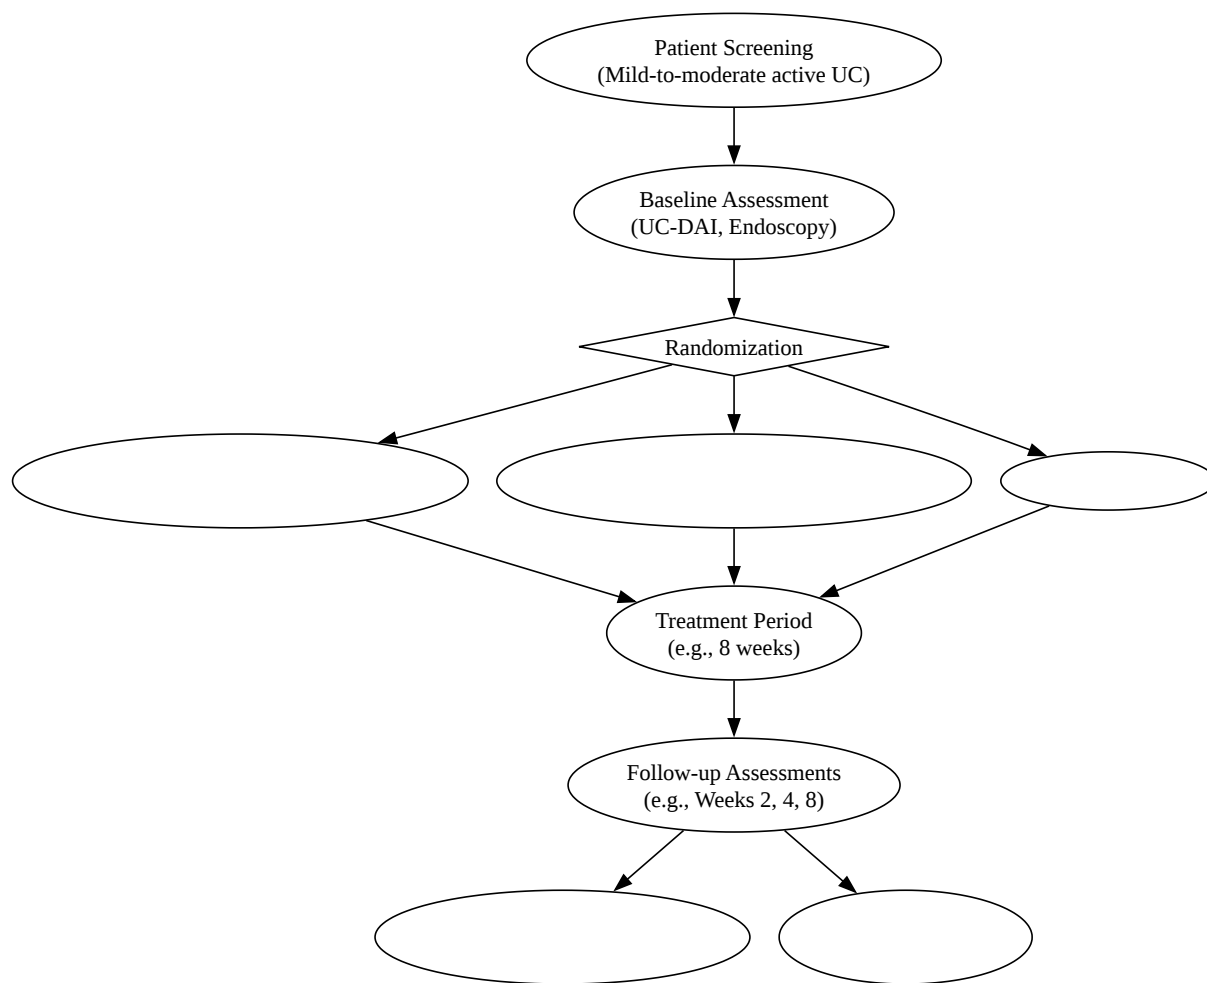 Patient Screening
(Mild-to-moderate active UC)
Baseline Assessment
(UC-DAI, Endoscopy)
Randomization
Treatment Period
(e.g., 8 weeks)
Follow-up Assessments
(e.g., Weeks 2, 4, 8)